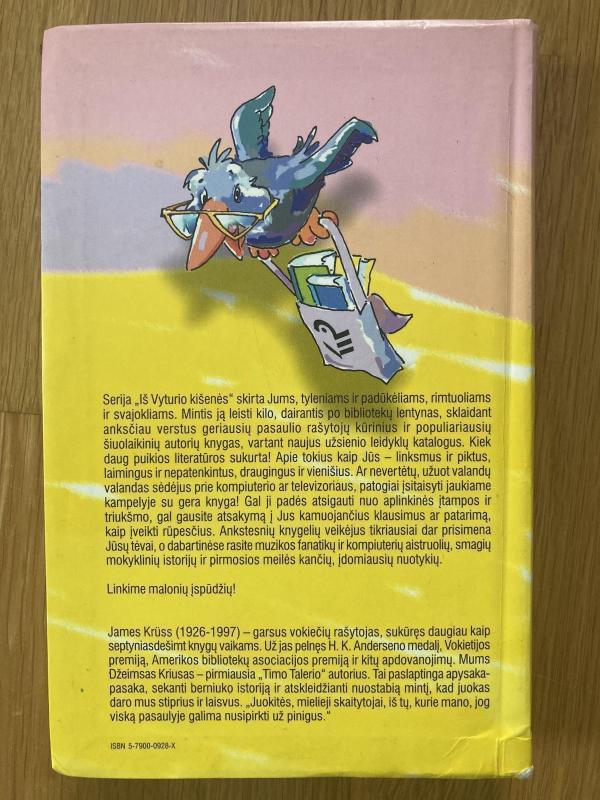 Serija „Iš Vyturio kišenės“ skirta Jums, tyleniams ir padūkėliams, rimtuoliams
ir svajokliams. Mintis ją leisti kilo, dairantis po bibliotekų lentynas, sklaidant
anksčiau verstus geriausių pasaulio rašytojų kūrinius ir populiariausių
šiuolaikinių autorių knygas, vartant naujus užsienio leidyklų katalogus. Kiek
daug puikios literatūros sukurta! Apie tokius kaip Jūs – linksmus ir piktus,
laimingus ir nepatenkintus, draugingus ir vienišius. Ar nevertėtų, užuot valandų
valandas sėdėjus prie kompiuterio ar televizoriaus, patogiai įsitaisyti jaukiame
kampelyje su gera knyga! Gal ji padės atsigauti nuo aplinkinės įtampos ir
triukšmo, gal gausite atsakymą į Jus kamuojančius klausimus ar patarimą,
kaip įveikti rūpesčius. Ankstesnių knygelių veikėjus tikriausiai dar prisimena
Jūsų tėvai, o dabartinėse rasite muzikos fanatikų ir kompiuterių aistruolių, smagių
mokyklinių istorijų ir pirmosios meilės kančių, įdomiausių nuotykių.
Linkime malonių įspūdžių!
James Krüss (1926-1997) – garsus vokiečių rašytojas, sukūręs daugiau kaip
septyniasdešimt knygų vaikams. Už jas pelnęs H. K. Anderseno medalį, Vokietijos
premiją, Amerikos bibliotekų asociacijos premiją ir kitų apdovanojimų. Mums
Džeimsas Kriusas – pirmiausia „Timo Talerio“ autorius. Tai paslaptinga apysaka-
pasaka, sekanti berniuko istoriją ir atskleidžianti nuostabią mintį, kad juokas
daro mus stiprius ir laisvus. „Juokitės, mielieji skaitytojai, iš tų, kurie mano, jog
viską pasaulyje galima nusipirkti už pinigus.“
ISBN 5-7900-0928-X